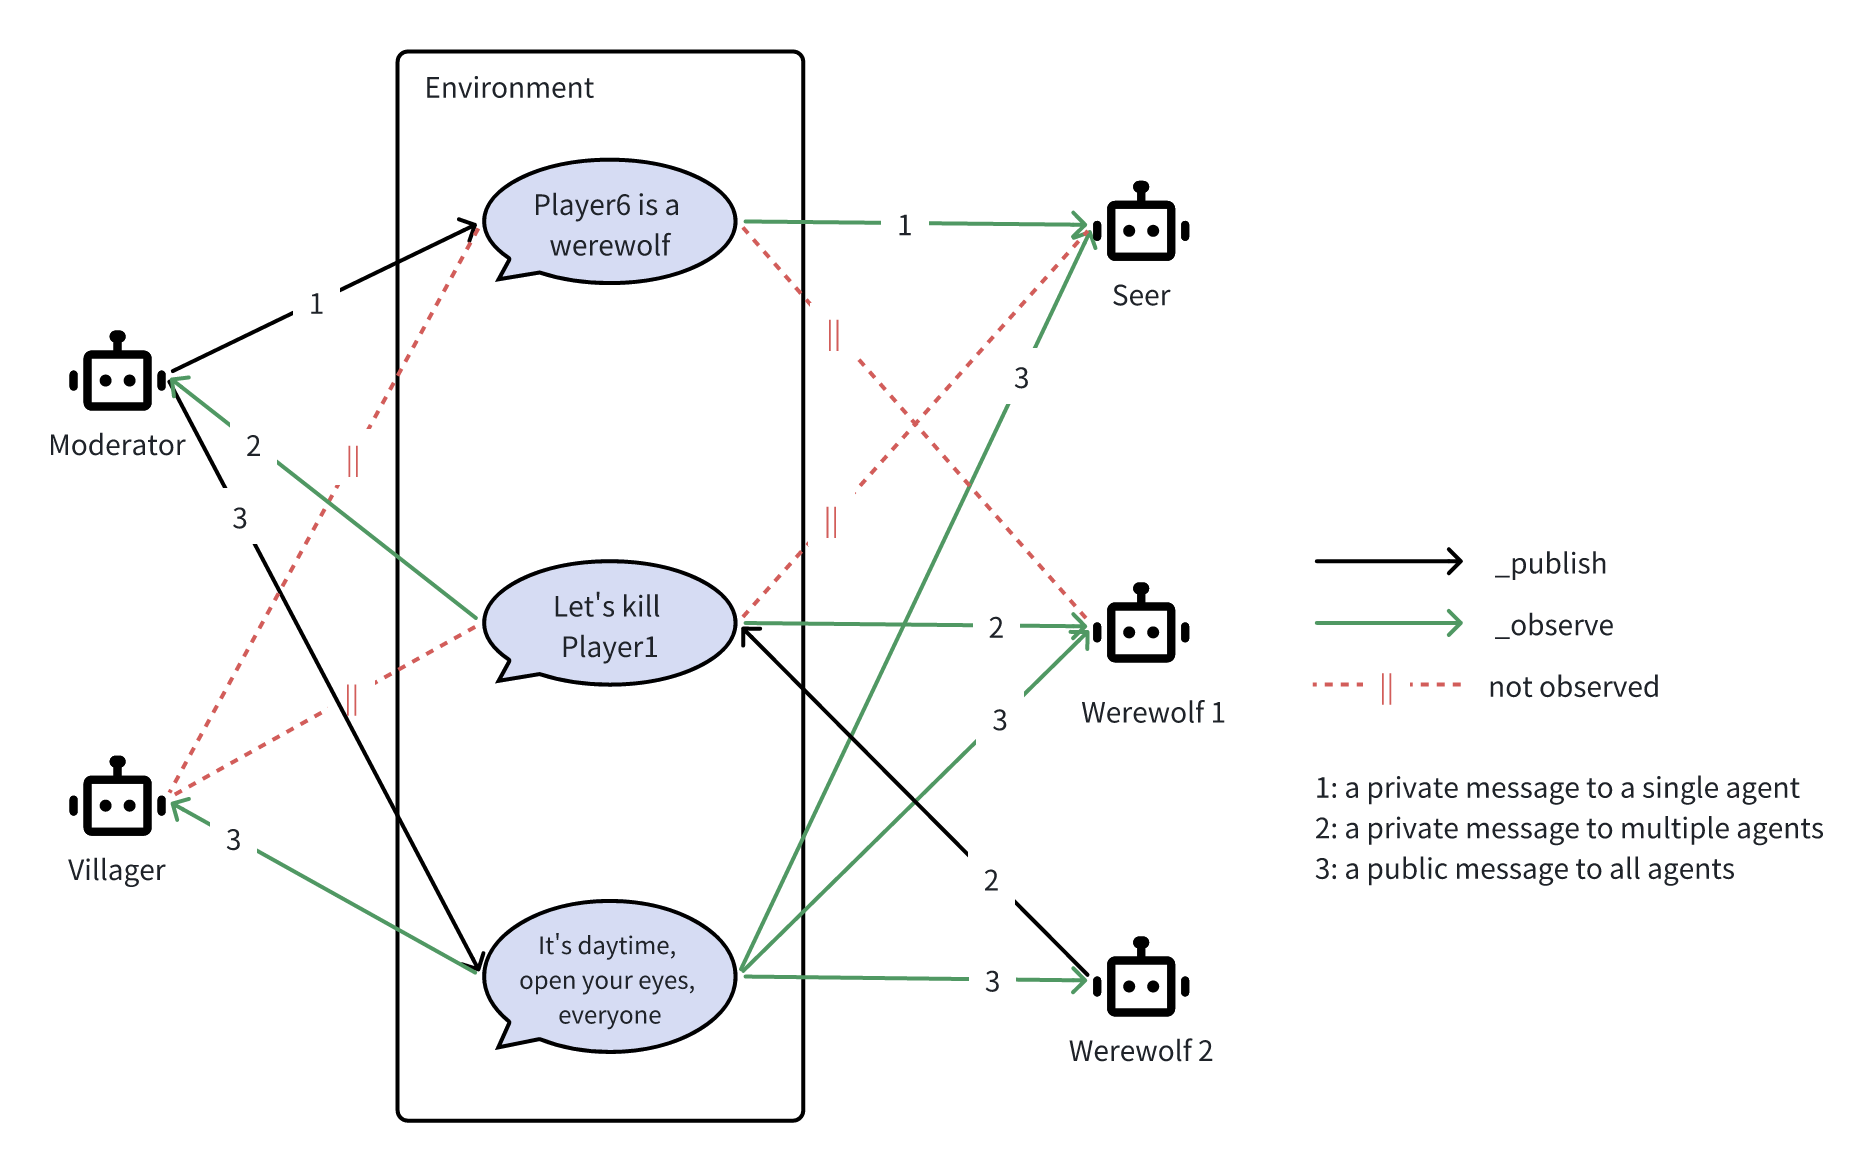 Environment
Player6 is a
werewolf
1
1
Seer
3
||
Moderator
2
||
3
||
Let's kill
Player1
2
Werewolf 1
||
3
Villager
3
2
It's daytime,
open your eyes,
everyone
3
Werewolf 2
_publish
_observe
|| not observed
1: a private message to a single agent
2: a private message to multiple agents
3: a public message to all agents